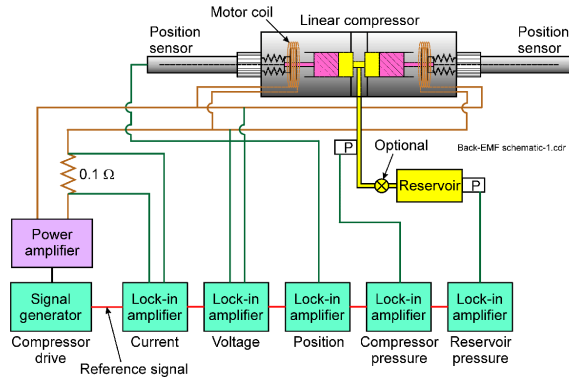 Motor coil
Linear compressor
Position
sensor
Position
sensor
P
Optional
Back-EMF schematic-1.cdr
0.1 Ω
Reservoir
P
Power
amplifier
Signal
generator
Lock-in
amplifier
Lock-in
amplifier
Lock-in
amplifier
Lock-in
amplifier
Lock-in
amplifier
Compressor
drive
Current
Voltage
Position
Compressor
pressure
Reservoir
pressure
Reference signal